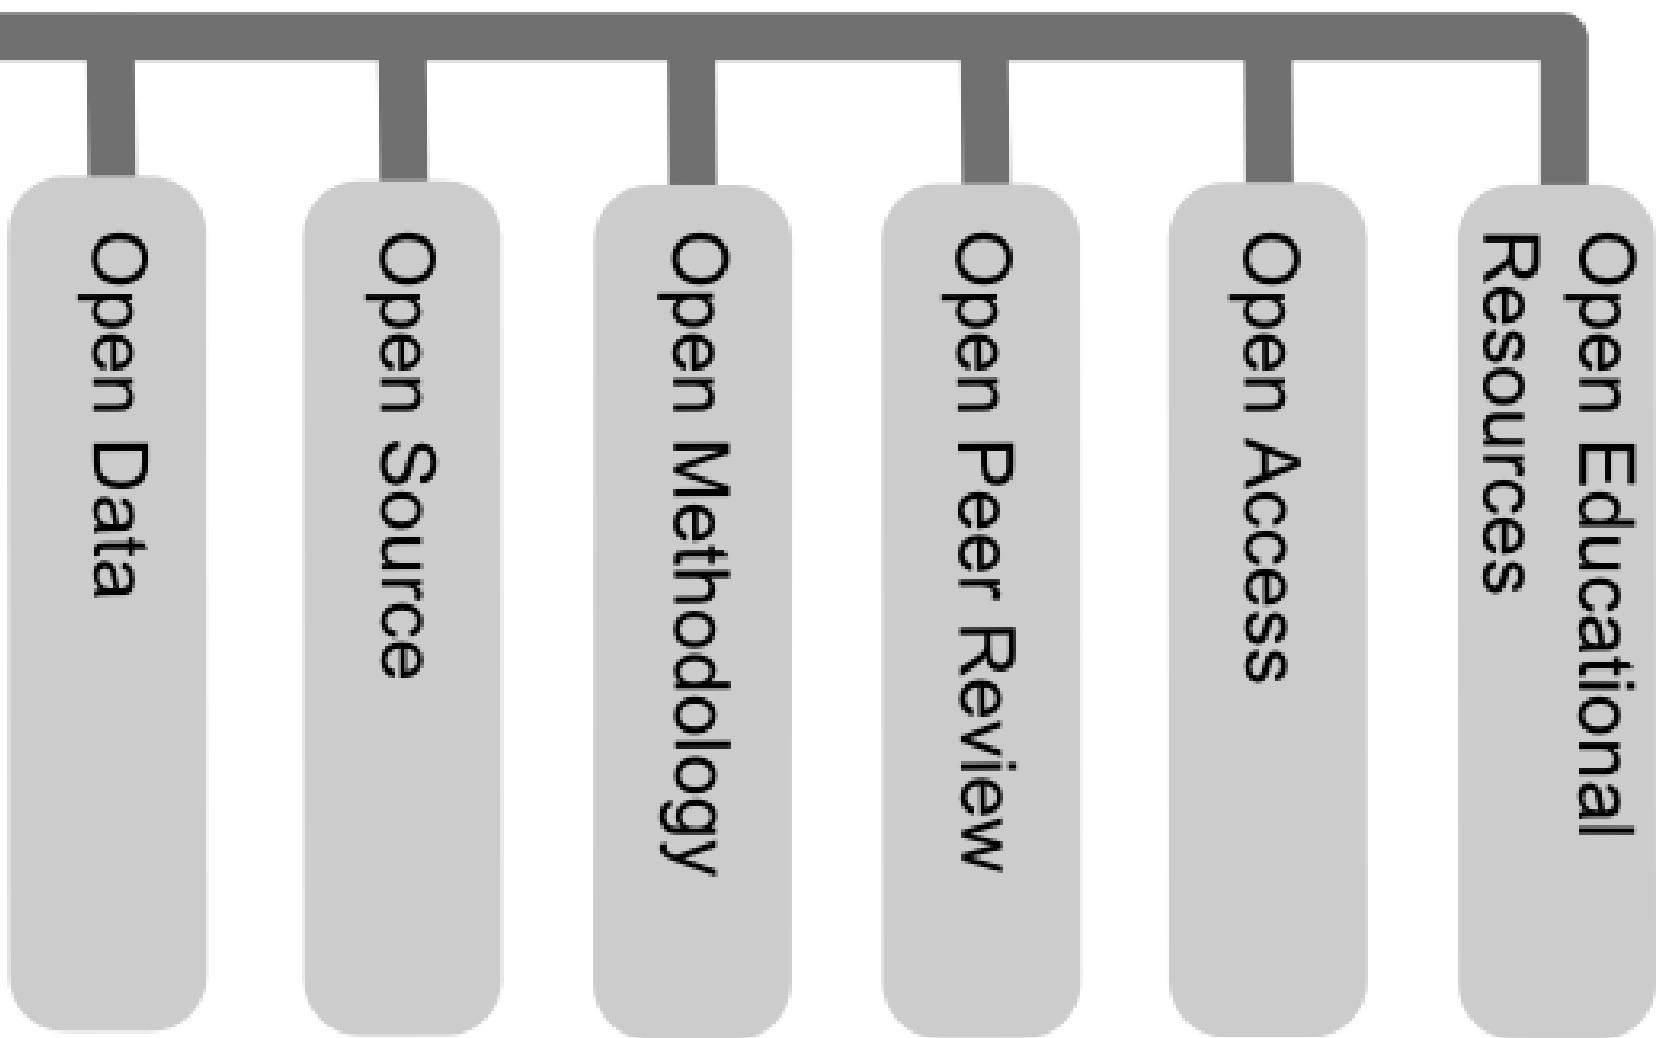 Open Data
Open Source
Open Methodology
Open Peer Review
Open Access
Open Educational
Resources